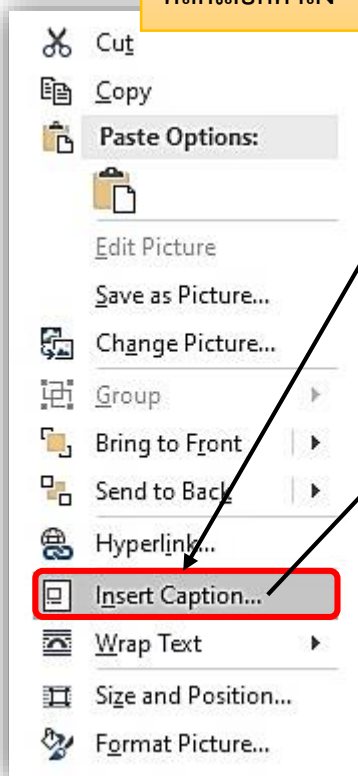 Cut
Copy
Paste Options:
Edit Picture
Save as Picture...
Change Picture...
Group
Bring to Front
Send to Back
Hyperlink...
Insert Caption...
Wrap Text
Size and Position...
Format Picture...